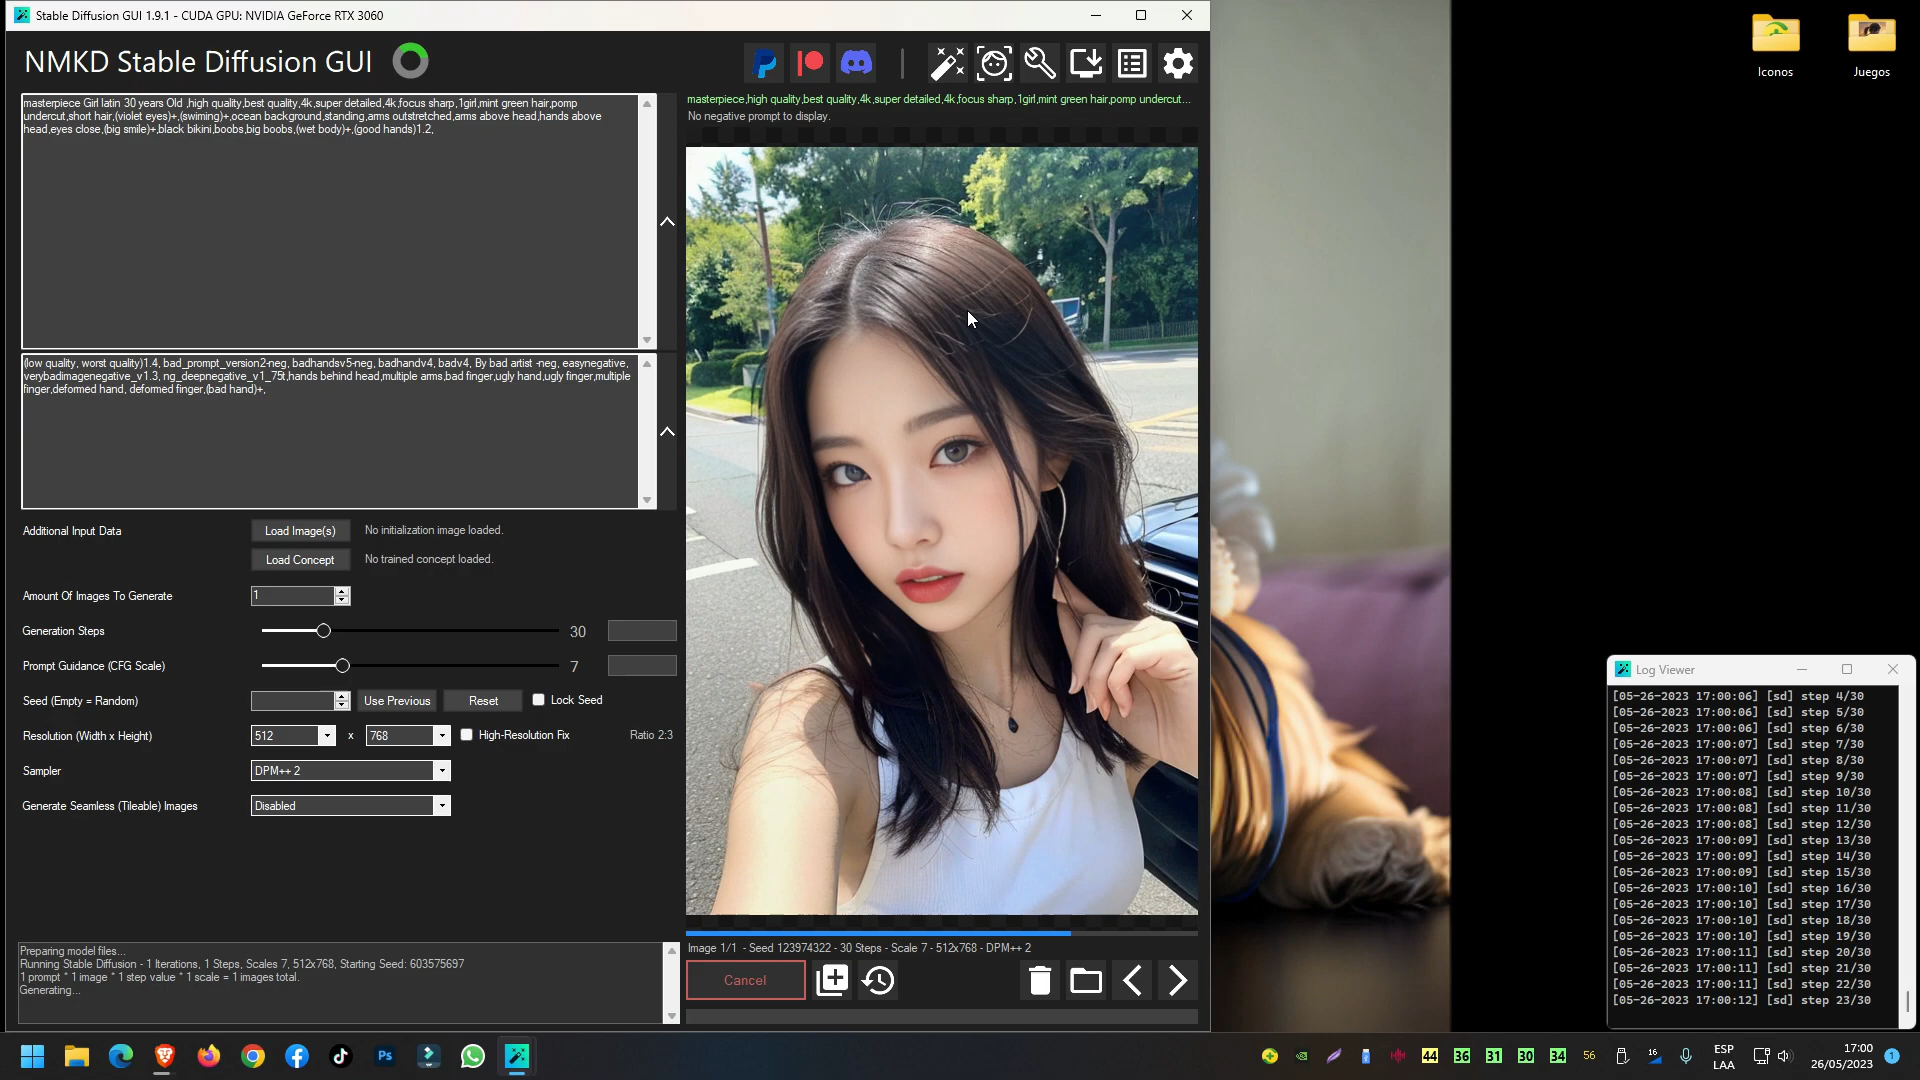 Stable Diffusion GUI 1.9.1 - CUDA GPU: NVIDIA GeForce RTX 3060
NMKD Stable Diffusion GUI
Iconos
Juegos
masterpiece Girl latin 30 years Old ,high quality,best quality,4k,super detailed,4k,focus sharp,1girl,mint green hair,pomp
undercut,short hair,(violet eyes)+,(swiming)+,ocean background,standing,arms outstretched,arms above head,hands above
head,eyes close,(big smile)+,black bikini,boobs,big boobs,(wet body)+,(good hands)1.2,
masterpiece,high quality,best quality,4k,super detailed,4k,focus sharp,1girl,mint green hair,pomp undercut...
No negative prompt to display.
(low quality, worst quality)1.4, bad_prompt_version2-neg, badhandsv5-neg, badhandv4, badv4, By bad artist -neg, easynegative,
verybadimagenegative_v1.3, ng_deepnegative_v1_75t,hands behind head,multiple arms,bad finger,ugly hand,ugly finger,multiple
finger,deformed hand, deformed finger,(bad hand)+,
Additional Input Data
Load Image(s)
No initialization image loaded.
Load Concept
No trained concept loaded.
Amount Of Images To Generate
1
Generation Steps
30
Prompt Guidance (CFG Scale)
7
Seed (Empty = Random)
Use Previous
Reset
Lock Seed
Resolution (Width x Height)
512
x
768
High-Resolution Fix
Ratio 2:3
Sampler
DPM++ 2
Generate Seamless (Tileable) Images
Disabled
Preparing model files...
Running Stable Diffusion - 1 Iterations, 1 Steps, Scales 7, 512x768, Starting Seed: 603575697
1 prompt * 1 image * 1 step value * 1 scale = 1 images total.
Generating...
Image 1/1 - Seed 123974322 - 30 Steps - Scale 7 - 512x768 - DPM++ 2
Cancel
Log Viewer
[05-26-2023 17:00:06] [sd] step 4/30
[05-26-2023 17:00:06] [sd] step 5/30
[05-26-2023 17:00:06] [sd] step 6/30
[05-26-2023 17:00:07] [sd] step 7/30
[05-26-2023 17:00:07] [sd] step 8/30
[05-26-2023 17:00:07] [sd] step 9/30
[05-26-2023 17:00:08] [sd] step 10/30
[05-26-2023 17:00:08] [sd] step 11/30
[05-26-2023 17:00:08] [sd] step 12/30
[05-26-2023 17:00:09] [sd] step 13/30
[05-26-2023 17:00:09] [sd] step 14/30
[05-26-2023 17:00:09] [sd] step 15/30
[05-26-2023 17:00:10] [sd] step 16/30
[05-26-2023 17:00:10] [sd] step 17/30
[05-26-2023 17:00:10] [sd] step 18/30
[05-26-2023 17:00:10] [sd] step 19/30
[05-26-2023 17:00:11] [sd] step 20/30
[05-26-2023 17:00:11] [sd] step 21/30
[05-26-2023 17:00:11] [sd] step 22/30
[05-26-2023 17:00:12] [sd] step 23/30
Ps
44 36 31 30 34 56
16
ESP
LAA
17:00
26/05/2023
1